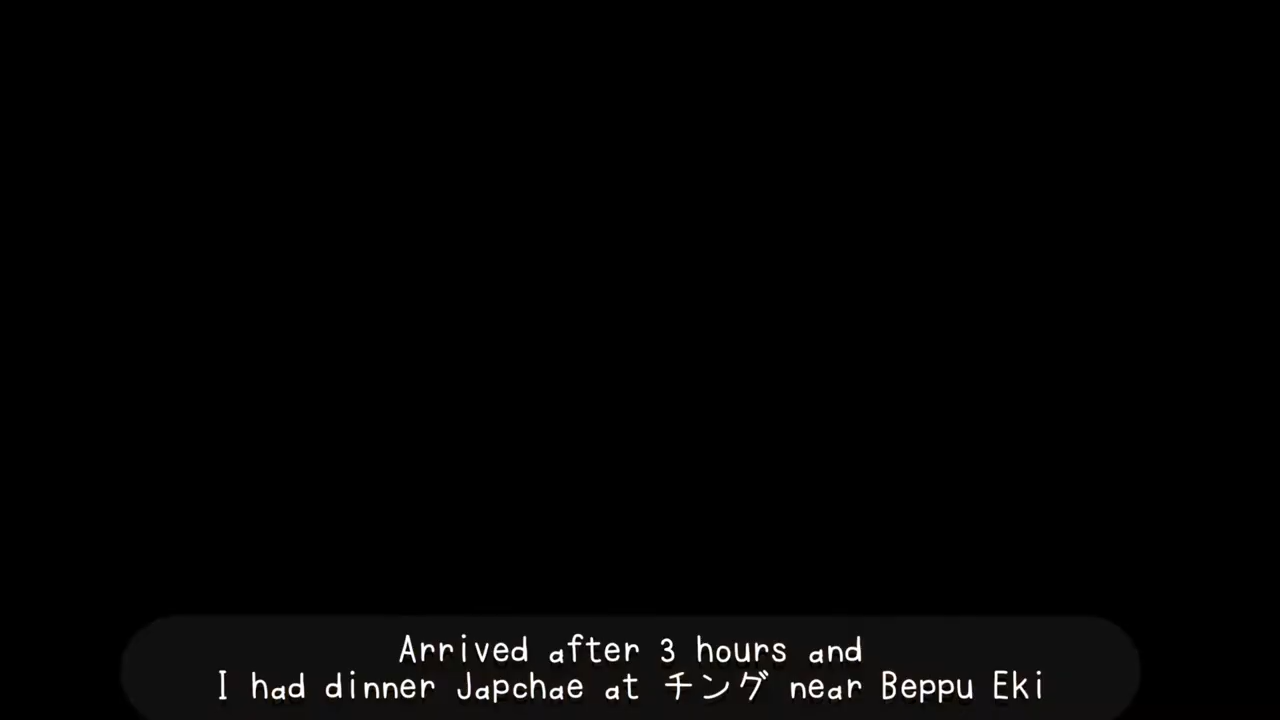 Arrived after 3 hours and
I had dinner Japchae at チング near Beppu Eki